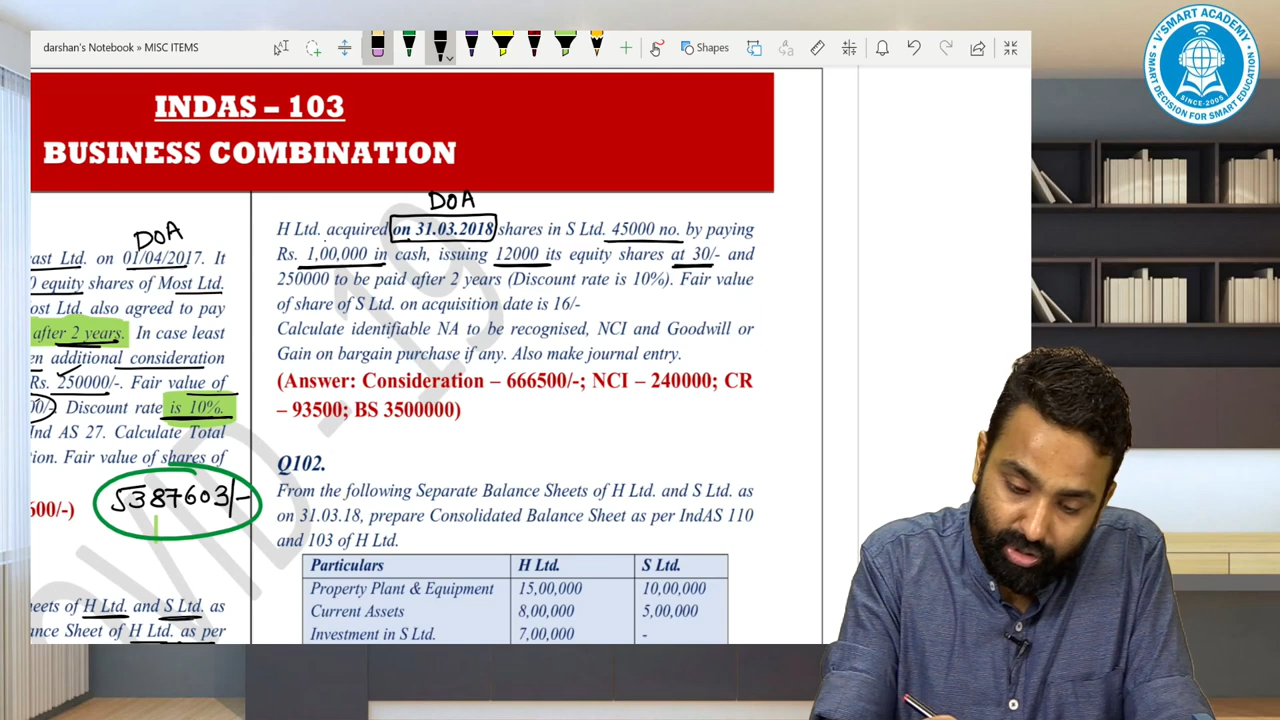 darshan's Notebook » MISC ITEMS
Shapes
V'SMART ACADEMY
SMART DECISION FOR SMART EDUCATION
SINCE-2005
INDAS – 103
BUSINESS COMBINATION
DOA
ast Ltd. on 01/04/2017. It
0 equity shares of Most Ltd.
ost Ltd. also agreed to pay
after 2 years. In case least
en additional consideration
Rs. 250000/-. Fair value of
00/- Discount rate is 10%.
Ind AS 27. Calculate Total
ion. Fair value of shares of
600/-)
5387603/-
eets of H Ltd. and S Ltd. as
ance Sheet of H Ltd. as per
DOA
H Ltd. acquired on 31.03.2018 shares in S Ltd. 45000 no. by paying
Rs. 1,00,000 in cash, issuing 12000 its equity shares at 30/- and
250000 to be paid after 2 years (Discount rate is 10%). Fair value
of share of S Ltd. on acquisition date is 16/-
Calculate identifiable NA to be recognised, NCI and Goodwill or
Gain on bargain purchase if any. Also make journal entry.
(Answer: Consideration – 666500/-; NCI – 240000; CR
– 93500; BS 3500000)
Q102.
From the following Separate Balance Sheets of H Ltd. and S Ltd. as
on 31.03.18, prepare Consolidated Balance Sheet as per IndAS 110
and 103 of H Ltd.
Particulars H Ltd. S Ltd.
Property Plant & Equipment 15,00,000 10,00,000
Current Assets 8,00,000 5,00,000
Investment in S Ltd. 7,00,000 -